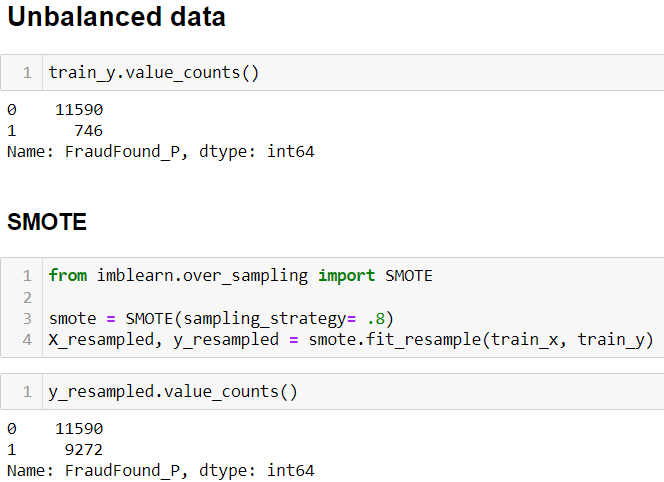 Unbalanced data
1 train_y.value_counts()
0    11590
1      746
Name: FraudFound_P, dtype: int64
SMOTE
1 from imblearn.over_sampling import SMOTE
2
3 smote = SMOTE(sampling_strategy= .8)
4 X_resampled, y_resampled = smote.fit_resample(train_x, train_y)
1 y_resampled.value_counts()
0    11590
1     9272
Name: FraudFound_P, dtype: int64